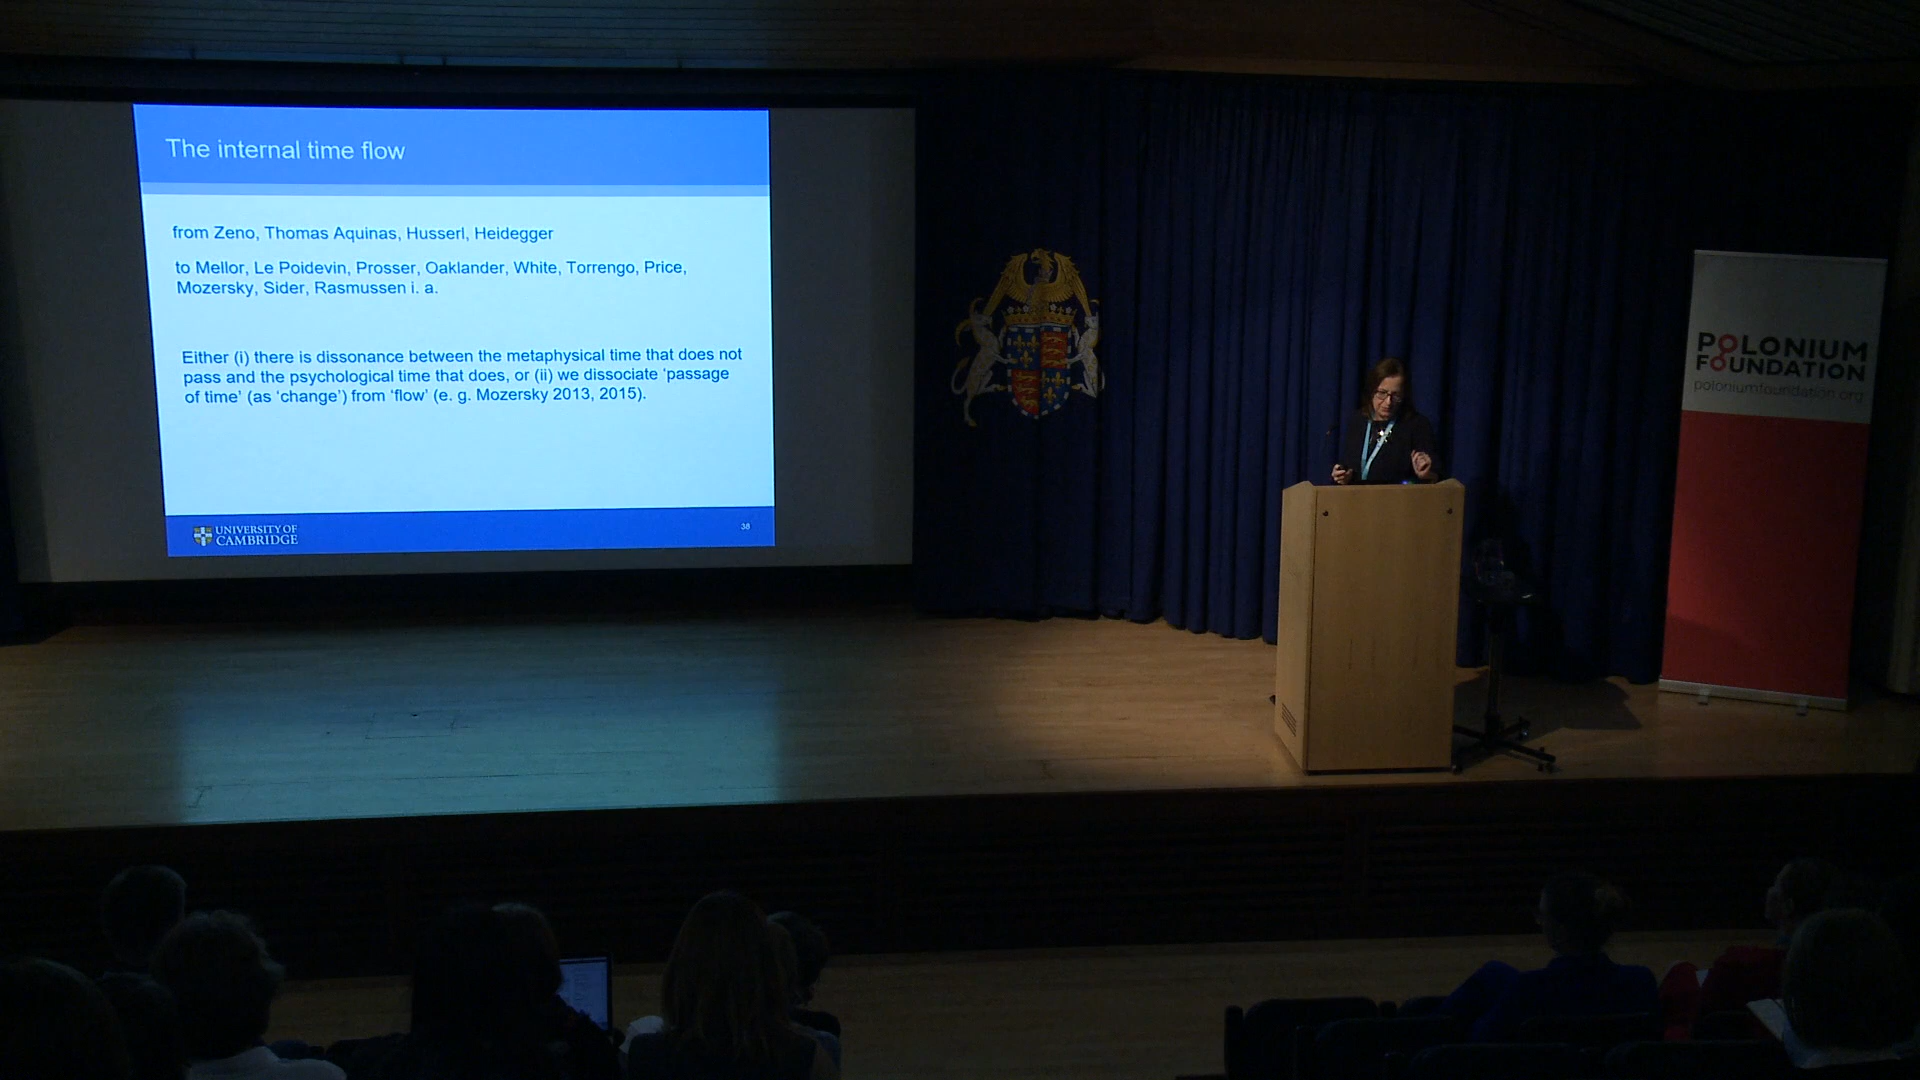 The internal time flow
from Zeno, Thomas Aquinas, Husserl, Heidegger
to Mellor, Le Poidevin, Prosser, Oaklander, White, Torrengo, Price,
Mozersky, Sider, Rasmussen i. a.
Either (i) there is dissonance between the metaphysical time that does not
pass and the psychological time that does, or (ii) we dissociate ‘passage
of time’ (as ‘change’) from ‘flow’ (e. g. Mozersky 2013, 2015).
UNIVERSITY OF
CAMBRIDGE
38
POLONIUM
FOUNDATION
poloniumfoundation.org